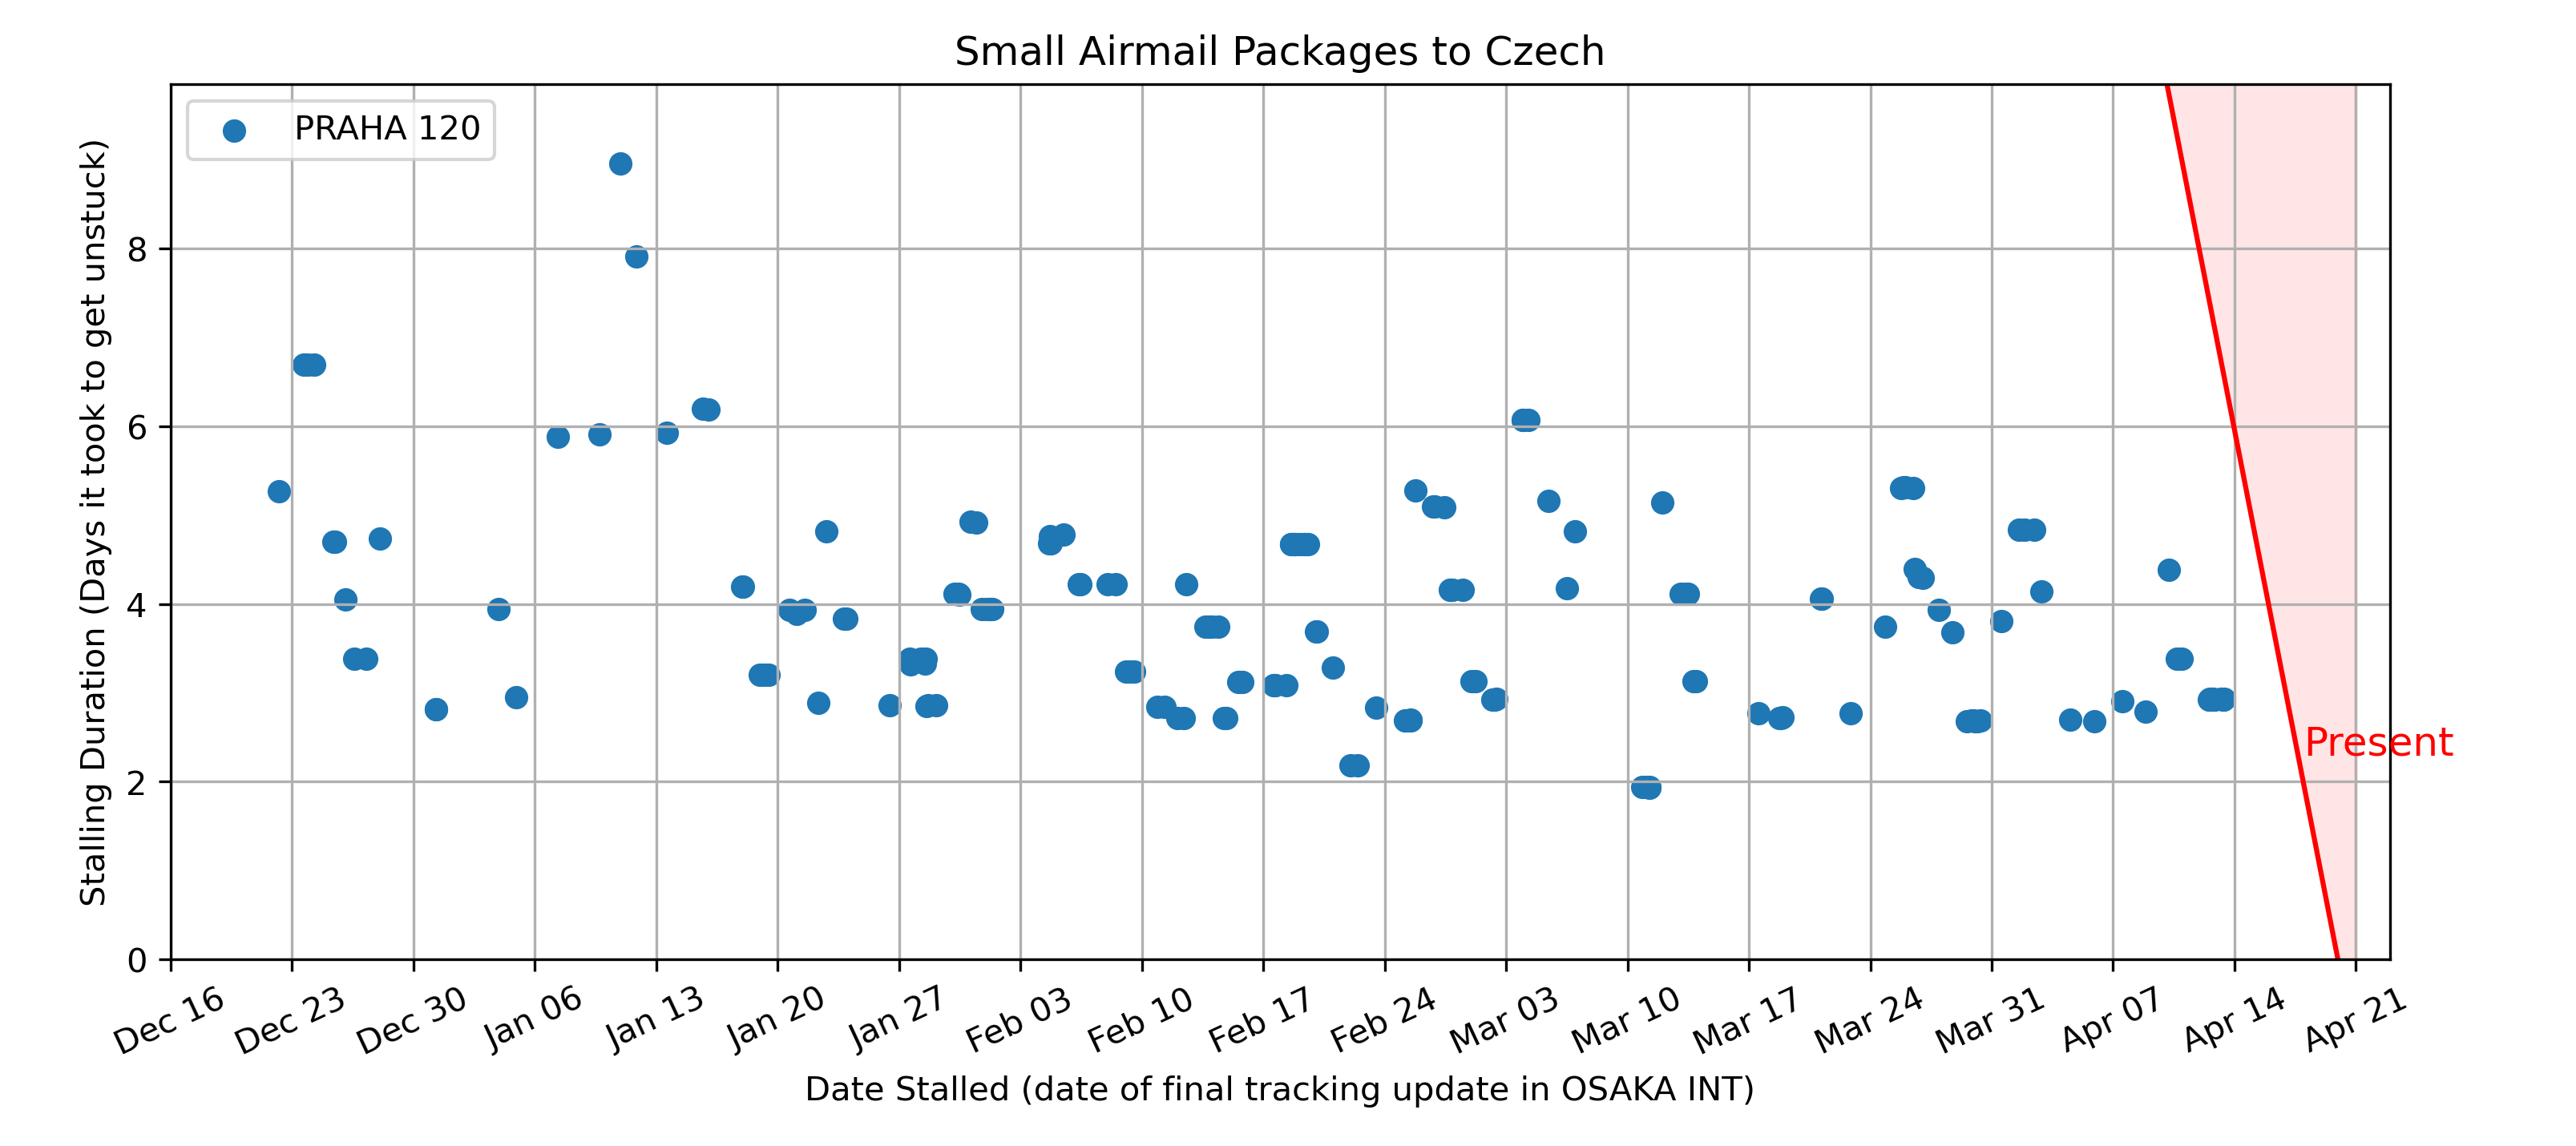 Small Airmail Packages to Czech
PRAHA 120
Stalling Duration (Days it took to get unstuck)
8
6
4
2
0
Present
Dec 16
Dec 23
Dec 30
Jan 06
Jan 13
Jan 20
Jan 27
Feb 03
Feb 10
Feb 17
Feb 24
Mar 03
Mar 10
Mar 17
Mar 24
Mar 31
Apr 07
Apr 14
Apr 21
Date Stalled (date of final tracking update in OSAKA INT)